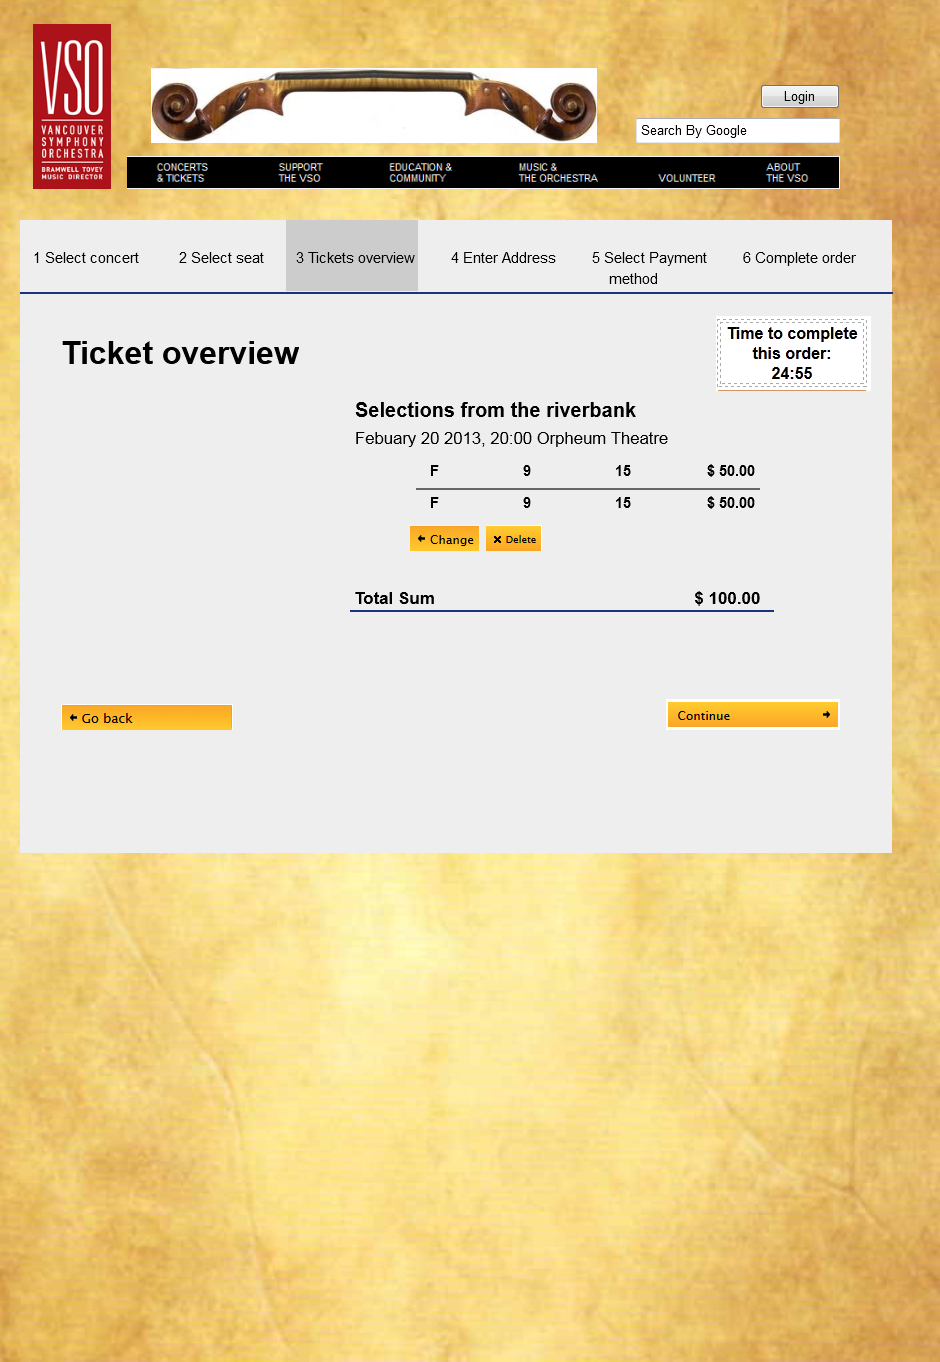 VSO
VANCOUVER
SYMPHONY
ORCHESTRA
BRAMWELL TOVEY
MUSIC DIRECTOR
Login
Search By Google
CONCERTS
& TICKETS
SUPPORT
THE VSO
EDUCATION &
COMMUNITY
MUSIC &
THE ORCHESTRA
VOLUNTEER
ABOUT
THE VSO
1 Select concert
2 Select seat
3 Tickets overview
4 Enter Address
5 Select Payment
method
6 Complete order
Time to complete
this order:
24:55
Ticket overview
Selections from the riverbank
Febuary 20 2013, 20:00 Orpheum Theatre
F 9 15 $ 50.00
F 9 15 $ 50.00
Change
Delete
Total Sum $ 100.00
Go back
Continue